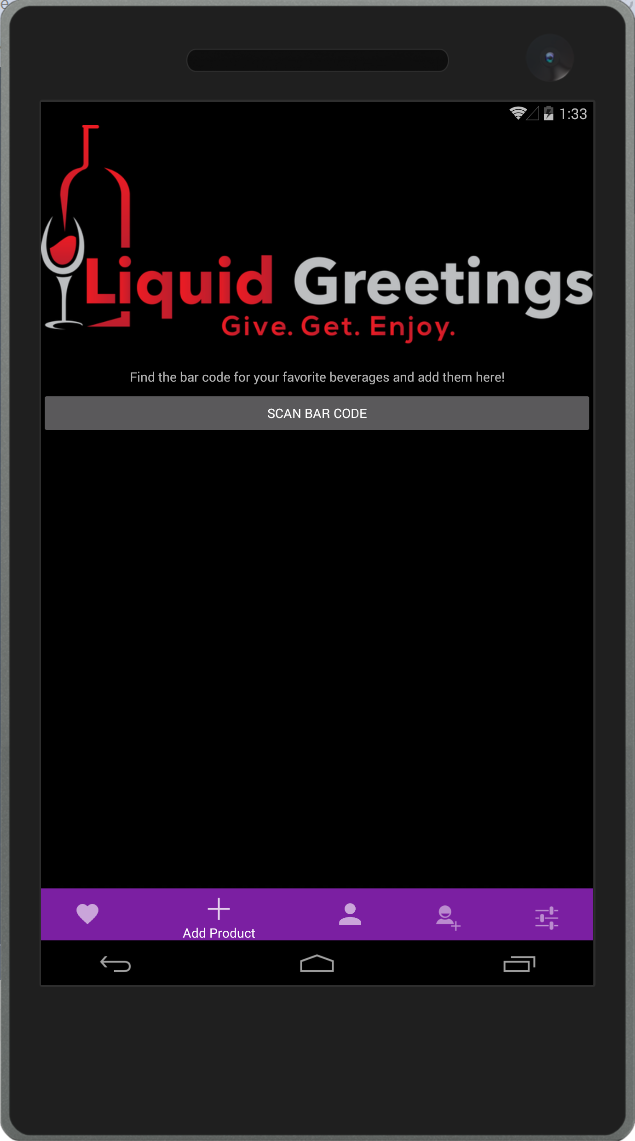 1:33
Liquid Greetings
Give. Get. Enjoy.
Find the bar code for your favorite beverages and add them here!
SCAN BAR CODE
Add Product